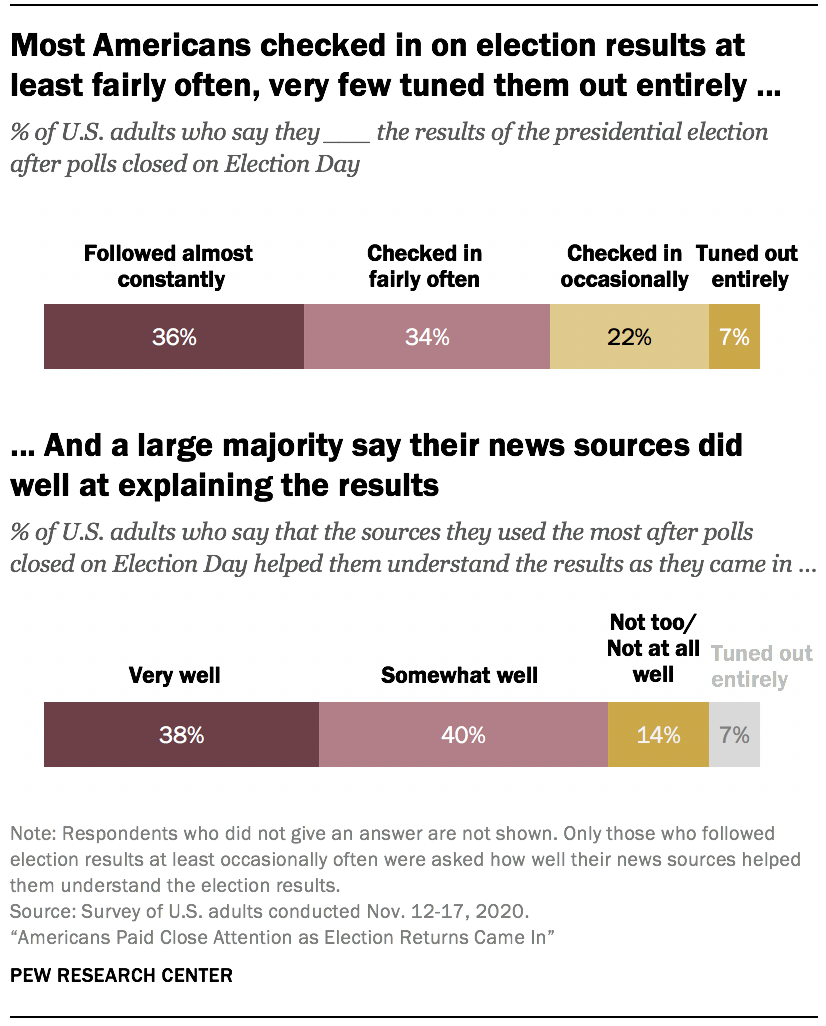 Most Americans checked in on election results at
least fairly often, very few tuned them out entirely ...
% of U.S. adults who say they ____ the results of the presidential election
after polls closed on Election Day
Followed almost
constantly
Checked in
fairly often
Checked in
occasionally
Tuned out
entirely
36%
34%
22%
7%
... And a large majority say their news sources did
well at explaining the results
% of U.S. adults who say that the sources they used the most after polls
closed on Election Day helped them understand the results as they came in ...
Very well
Somewhat well
Not too/
Not at all
well
Tuned out
entirely
38%
40%
14%
7%
Note: Respondents who did not give an answer are not shown. Only those who followed
election results at least occasionally often were asked how well their news sources helped
them understand the election results.
Source: Survey of U.S. adults conducted Nov. 12-17, 2020.
“Americans Paid Close Attention as Election Returns Came In”
PEW RESEARCH CENTER